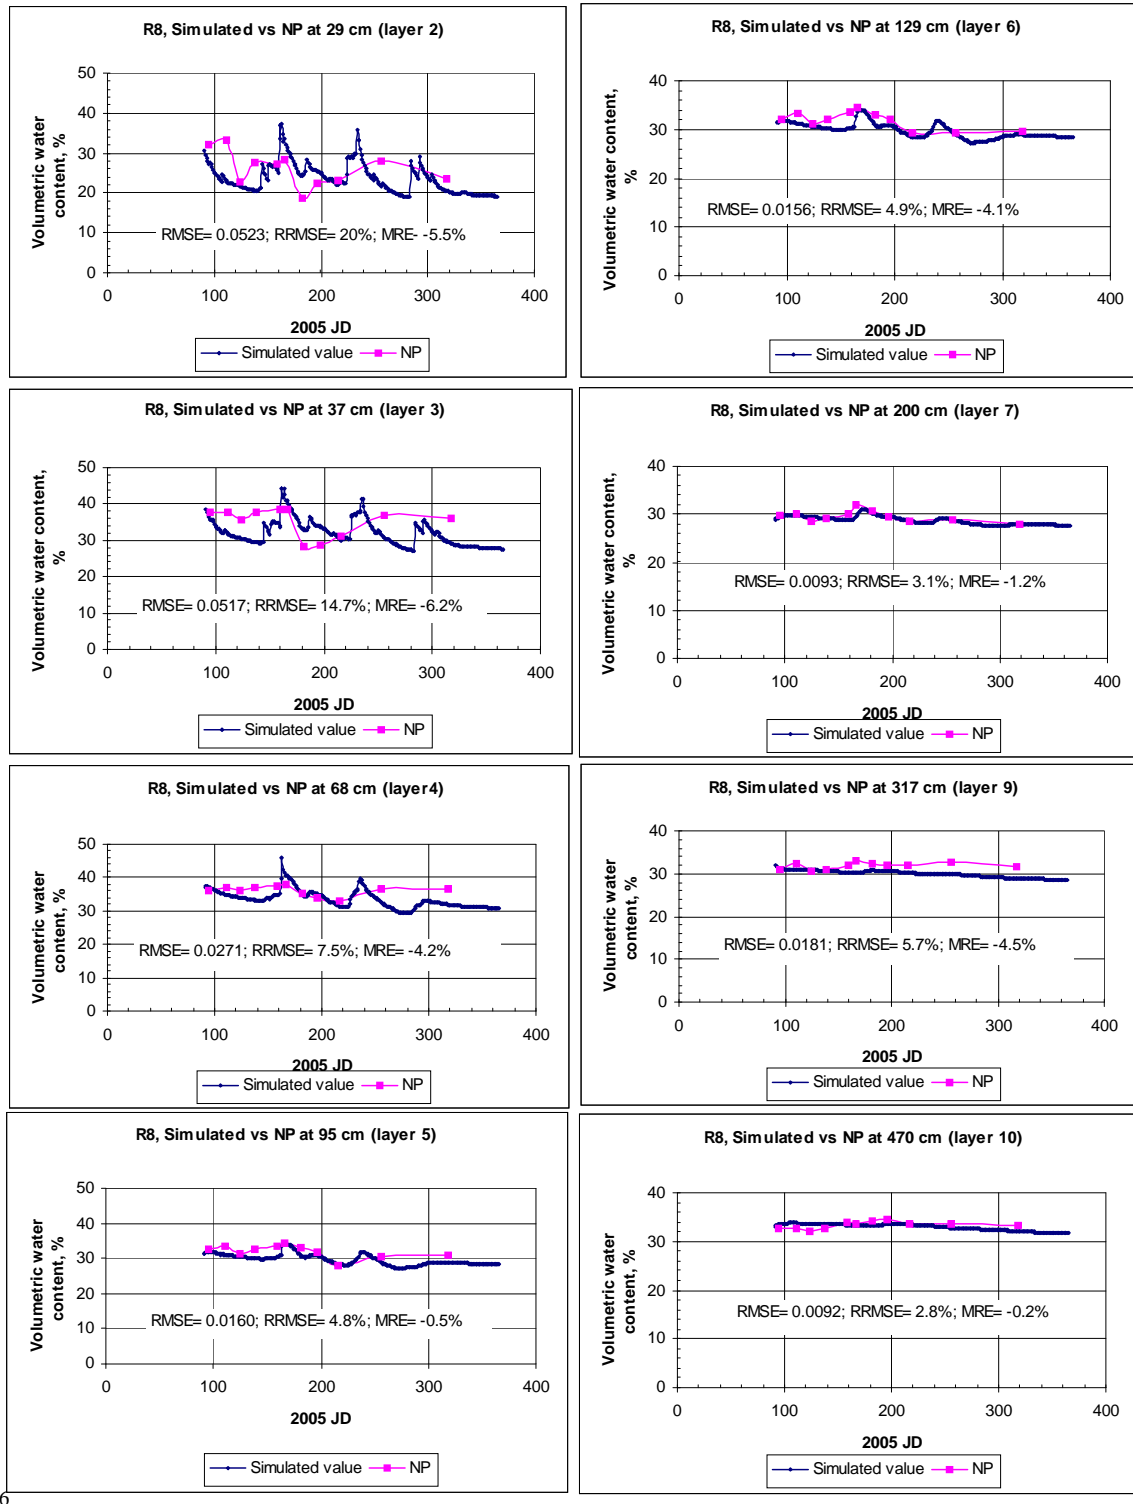 R8, Simulated vs NP at 29 cm (layer 2)
Volumetric water
content, %
50
40
30
20
10
0
RMSE= 0.0523; RRMSE= 20%; MRE- -5.5%
0 100 200 300 400
2005 JD
Simulated value NP
R8, Simulated vs NP at 129 cm (layer 6)
Volumetric water content,
%
40
30
20
10
0
RMSE= 0.0156; RRMSE= 4.9%; MRE= -4.1%
0 100 200 300 400
2005 JD
Simulated value NP
R8, Simulated vs NP at 37 cm (layer 3)
Volumetric water content,
%
50
40
30
20
10
0
RMSE= 0.0517; RRMSE= 14.7%; MRE= -6.2%
0 100 200 300 400
2005 JD
Simulated value NP
R8, Simulated vs NP at 200 cm (layer 7)
Volumetric water content,
%
40
30
20
10
0
RMSE= 0.0093; RRMSE= 3.1%; MRE= -1.2%
0 100 200 300 400
2005 JD
Simulated value NP
R8, Simulated vs NP at 68 cm (layer4)
Volumetric water
content, %
50
40
30
20
10
0
RMSE= 0.0271; RRMSE= 7.5%; MRE= -4.2%
0 100 200 300 400
2005 JD
Simulated value NP
R8, Simulated vs NP at 317 cm (layer 9)
Volumetric water
content, %
40
30
20
10
0
RMSE= 0.0181; RRMSE= 5.7%; MRE= -4.5%
0 100 200 300 400
2005 JD
Simulated value NP
R8, Simulated vs NP at 95 cm (layer 5)
Volumetric water
content, %
50
40
30
20
10
0
RMSE= 0.0160; RRMSE= 4.8%; MRE= -0.5%
0 100 200 300 400
2005 JD
Simulated value NP
R8, Simulated vs NP at 470 cm (layer 10)
Volumetric water
content, %
40
30
20
10
0
RMSE= 0.0092; RRMSE= 2.8%; MRE= -0.2%
0 100 200 300 400
2005 JD
Simulated value NP
6